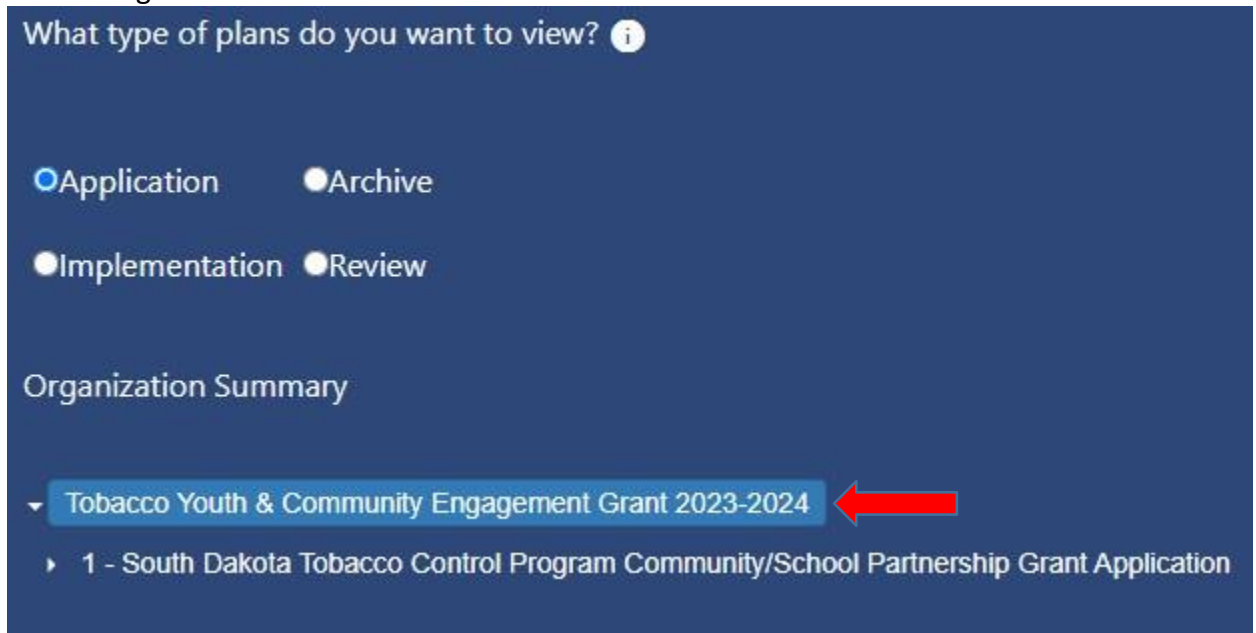 What type of plans do you want to view? i
Application Archive
Implementation Review
Organization Summary
Tobacco Youth & Community Engagement Grant 2023-2024
1 - South Dakota Tobacco Control Program Community/School Partnership Grant Application